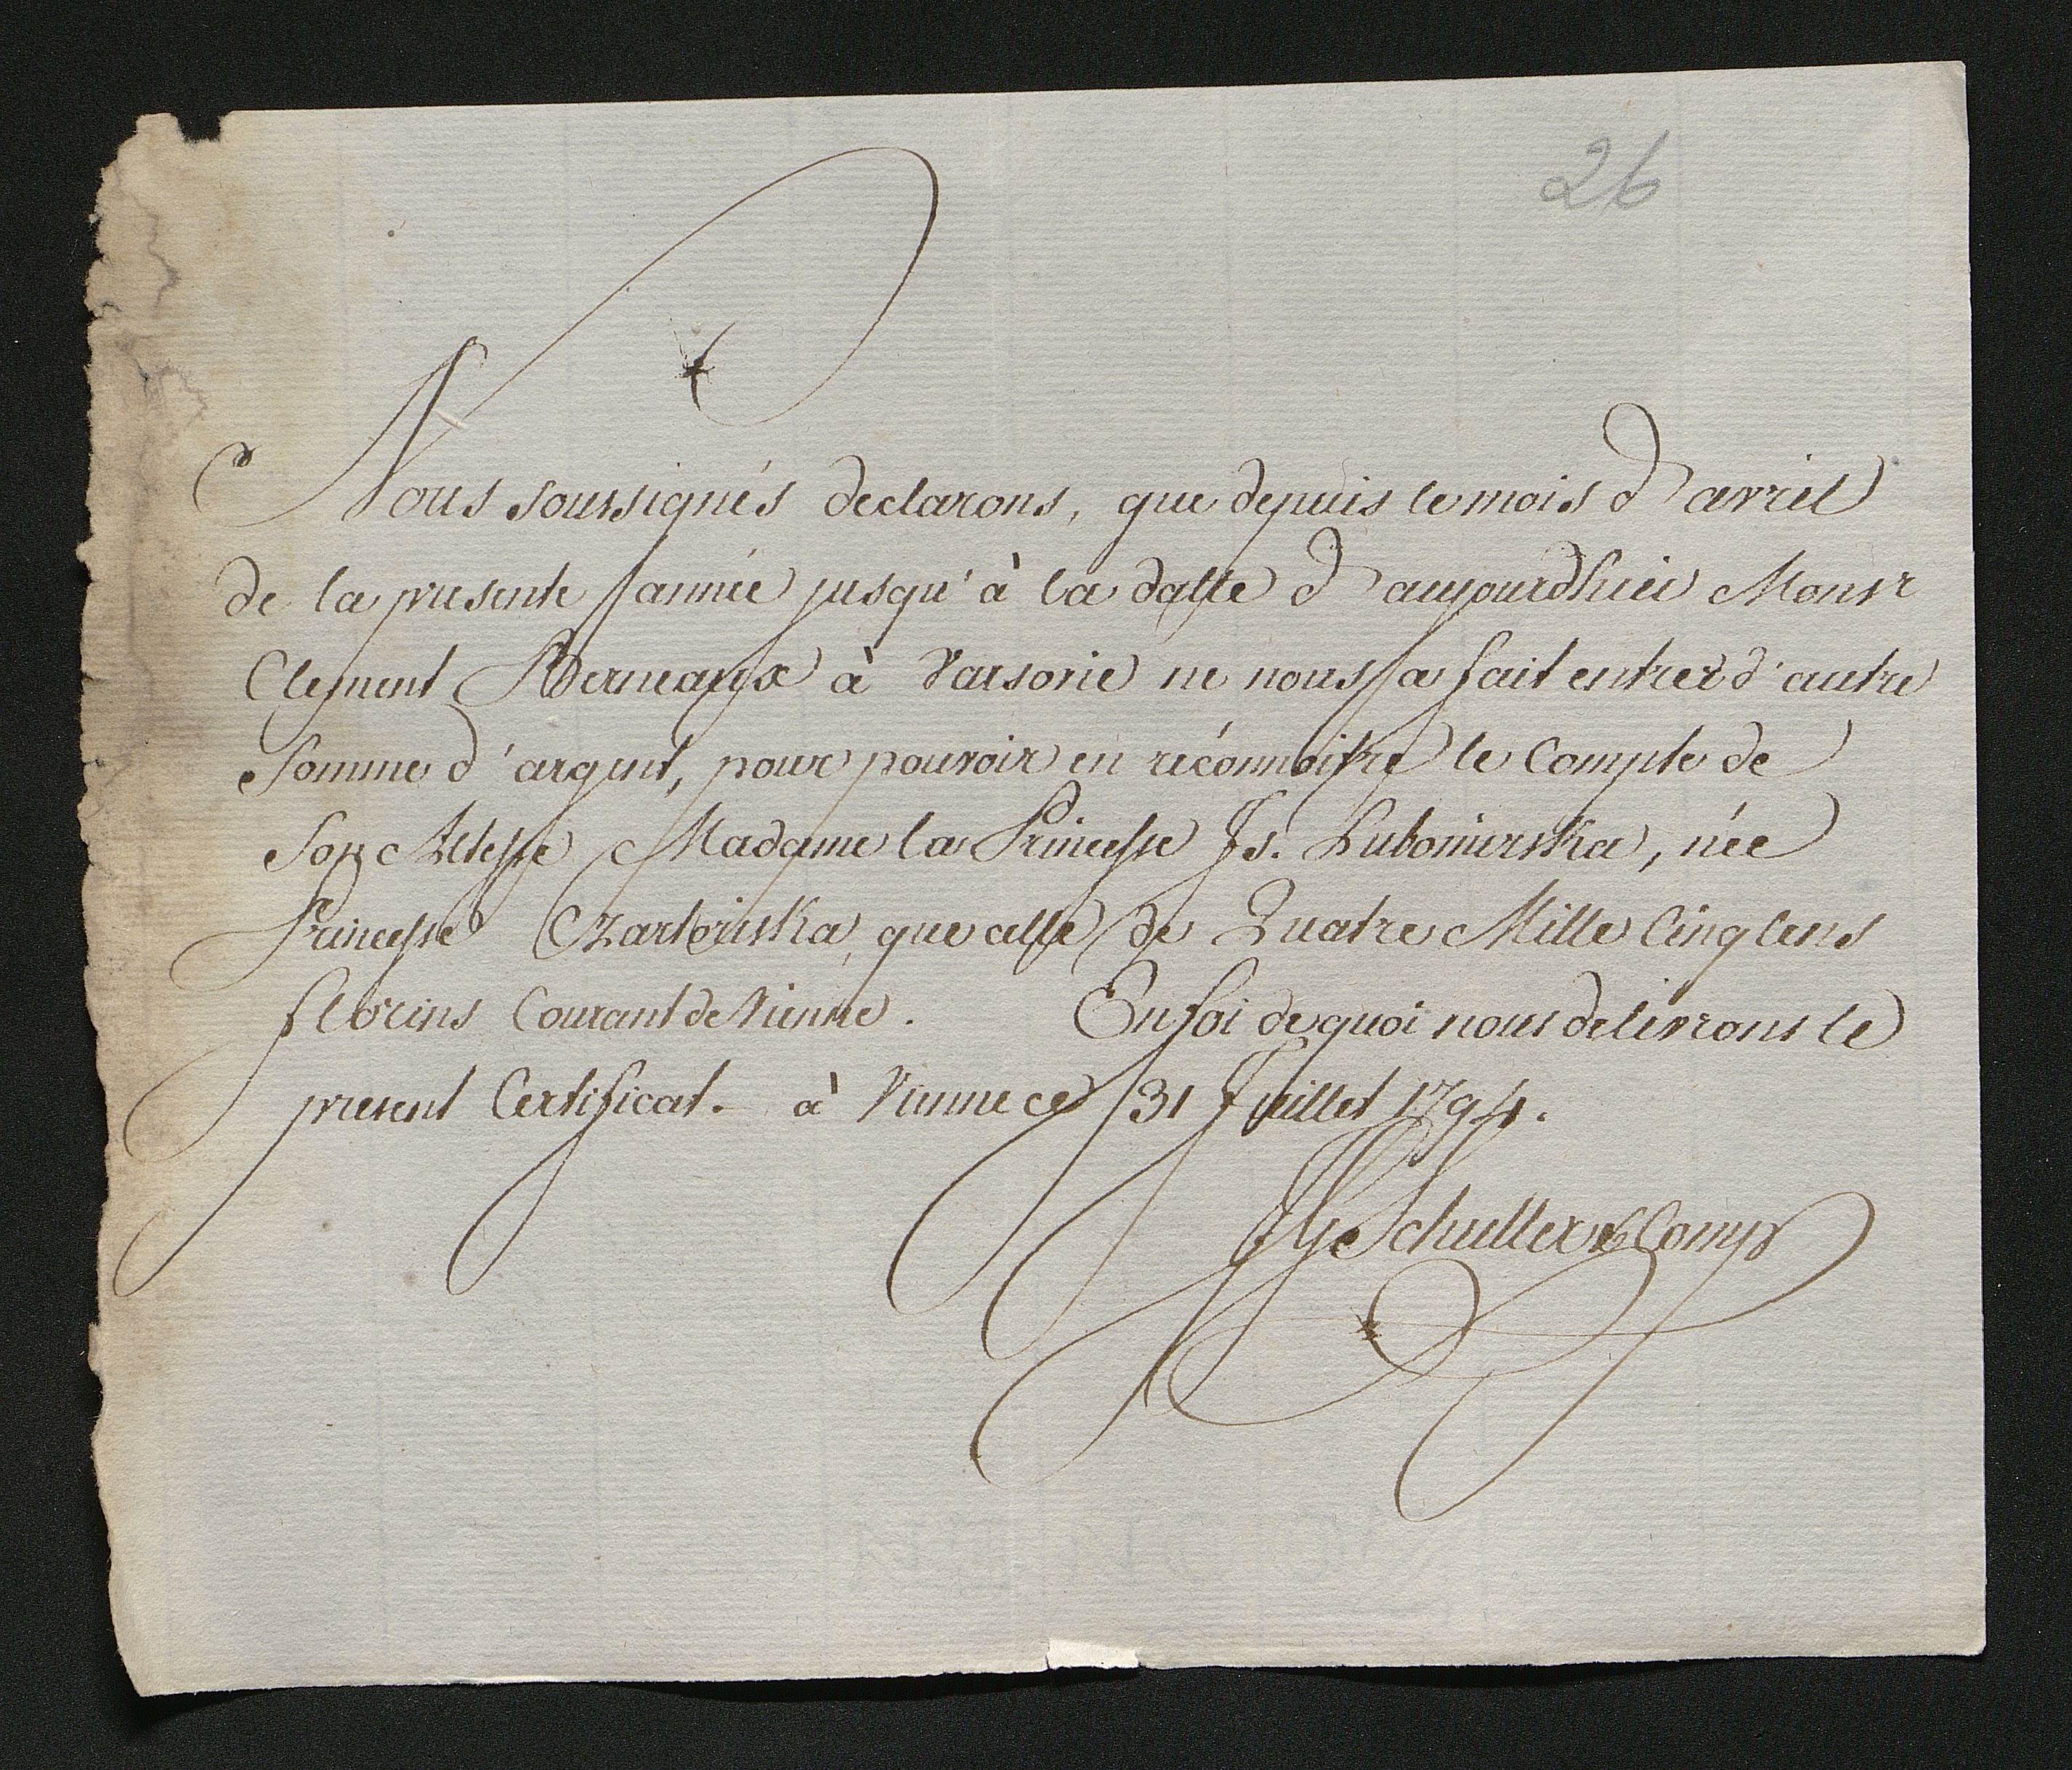 26
Nous soussignés declarons, que depuis le mois d'avril
de la presente année jusqu'à la datte d'aujourdhui Monsr
Clement Berneaux à Varsovie ne nous a fait entrer d'autre
Somme d'argent, pour pouvoir en réconnoitre le Compte de
Son Altesse Madame la Princesse Is. Lubomirska, née
Princesse Czartoriska, que celle de Quatre Mille Cinq Cens
florins Courant de Vienne. En foi de quoi nous delivrons le
present Certificat. à Vienne ce 31 Juillet 1794.
Schuller & Comp